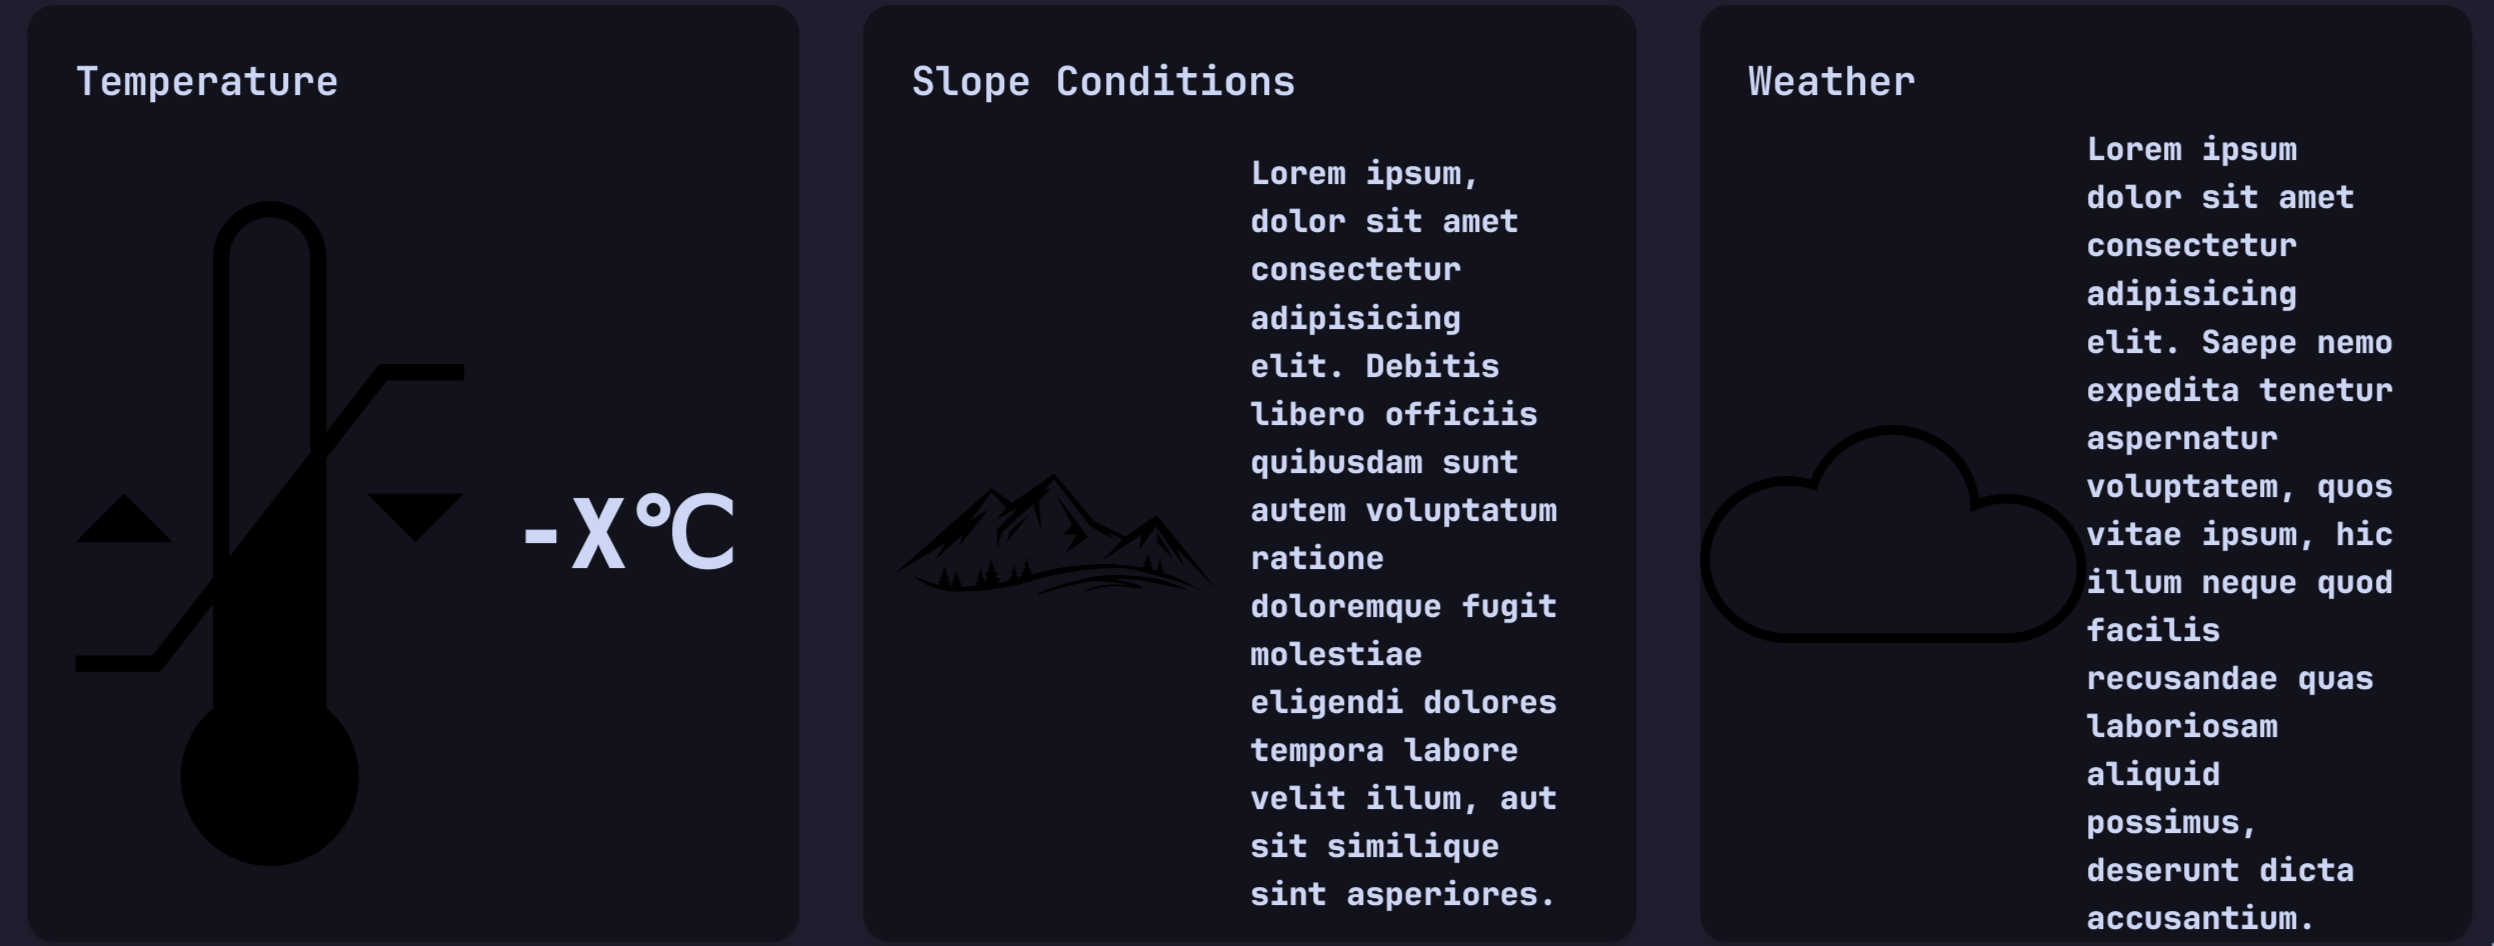 Temperature
-X°C
Slope Conditions
Lorem ipsum,
dolor sit amet
consectetur
adipisicing
elit. Debitis
libero officiis
quibusdam sunt
autem voluptatum
ratione
doloremque fugit
molestiae
eligendi dolores
tempora labore
velit illum, aut
sit similique
sint asperiores.
Weather
Lorem ipsum
dolor sit amet
consectetur
adipisicing
elit. Saepe nemo
expedita tenetur
aspernatur
voluptatem, quos
vitae ipsum, hic
illum neque quod
facilis
recusandae quas
laboriosam
aliquid
possimus,
deserunt dicta
accusantium.